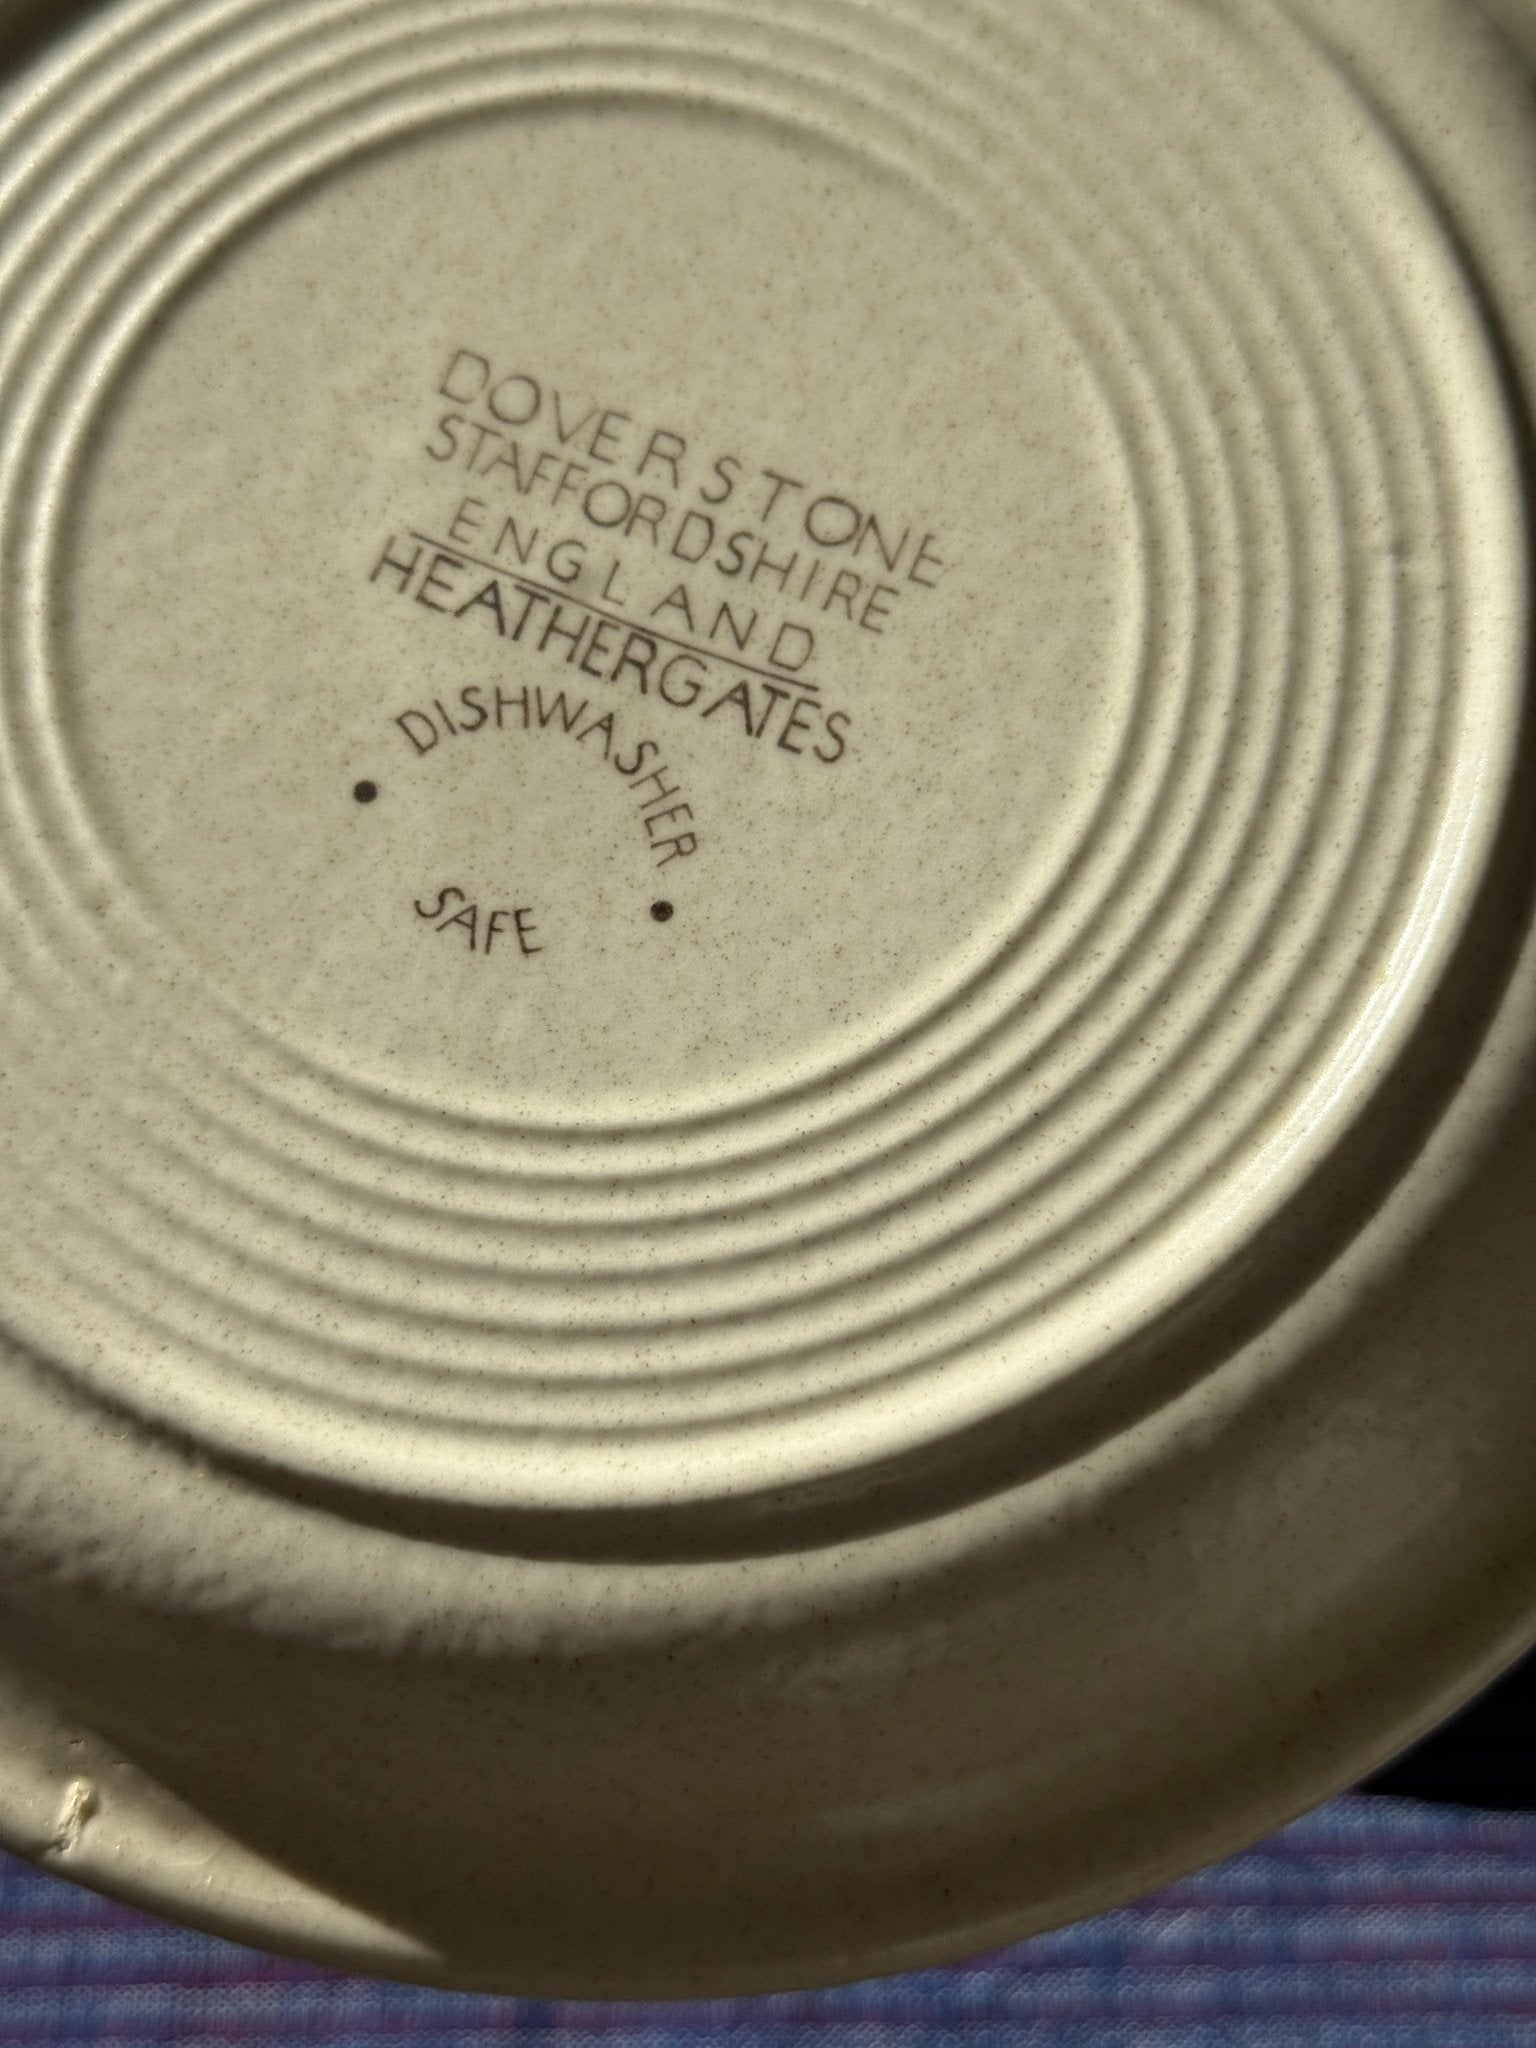 DOVERSTONE
STAFFORDSHIRE
ENGLAND
HEATHERGATES
DISHWASHER
SAFE